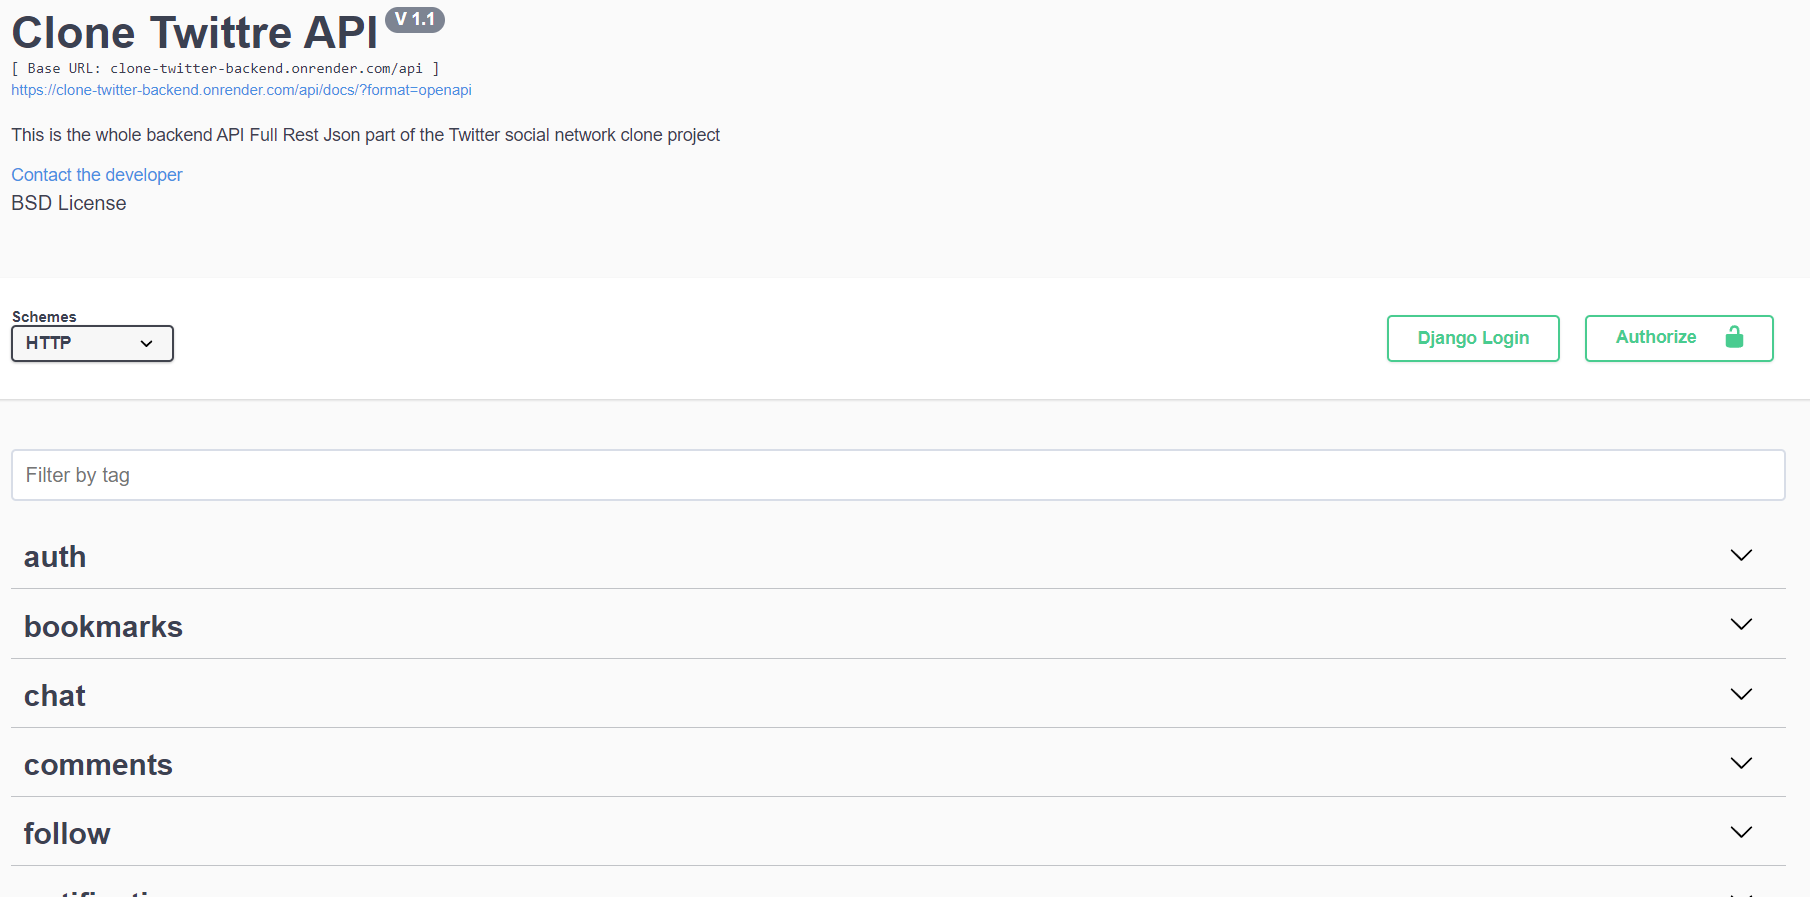 Clone Twittre API V 1.1
[ Base URL: clone-twitter-backend.onrender.com/api ]
https://clone-twitter-backend.onrender.com/api/docs/?format=openapi
This is the whole backend API Full Rest Json part of the Twitter social network clone project
Contact the developer
BSD License
Schemes
HTTP
Django Login
Authorize
Filter by tag
auth
bookmarks
chat
comments
follow